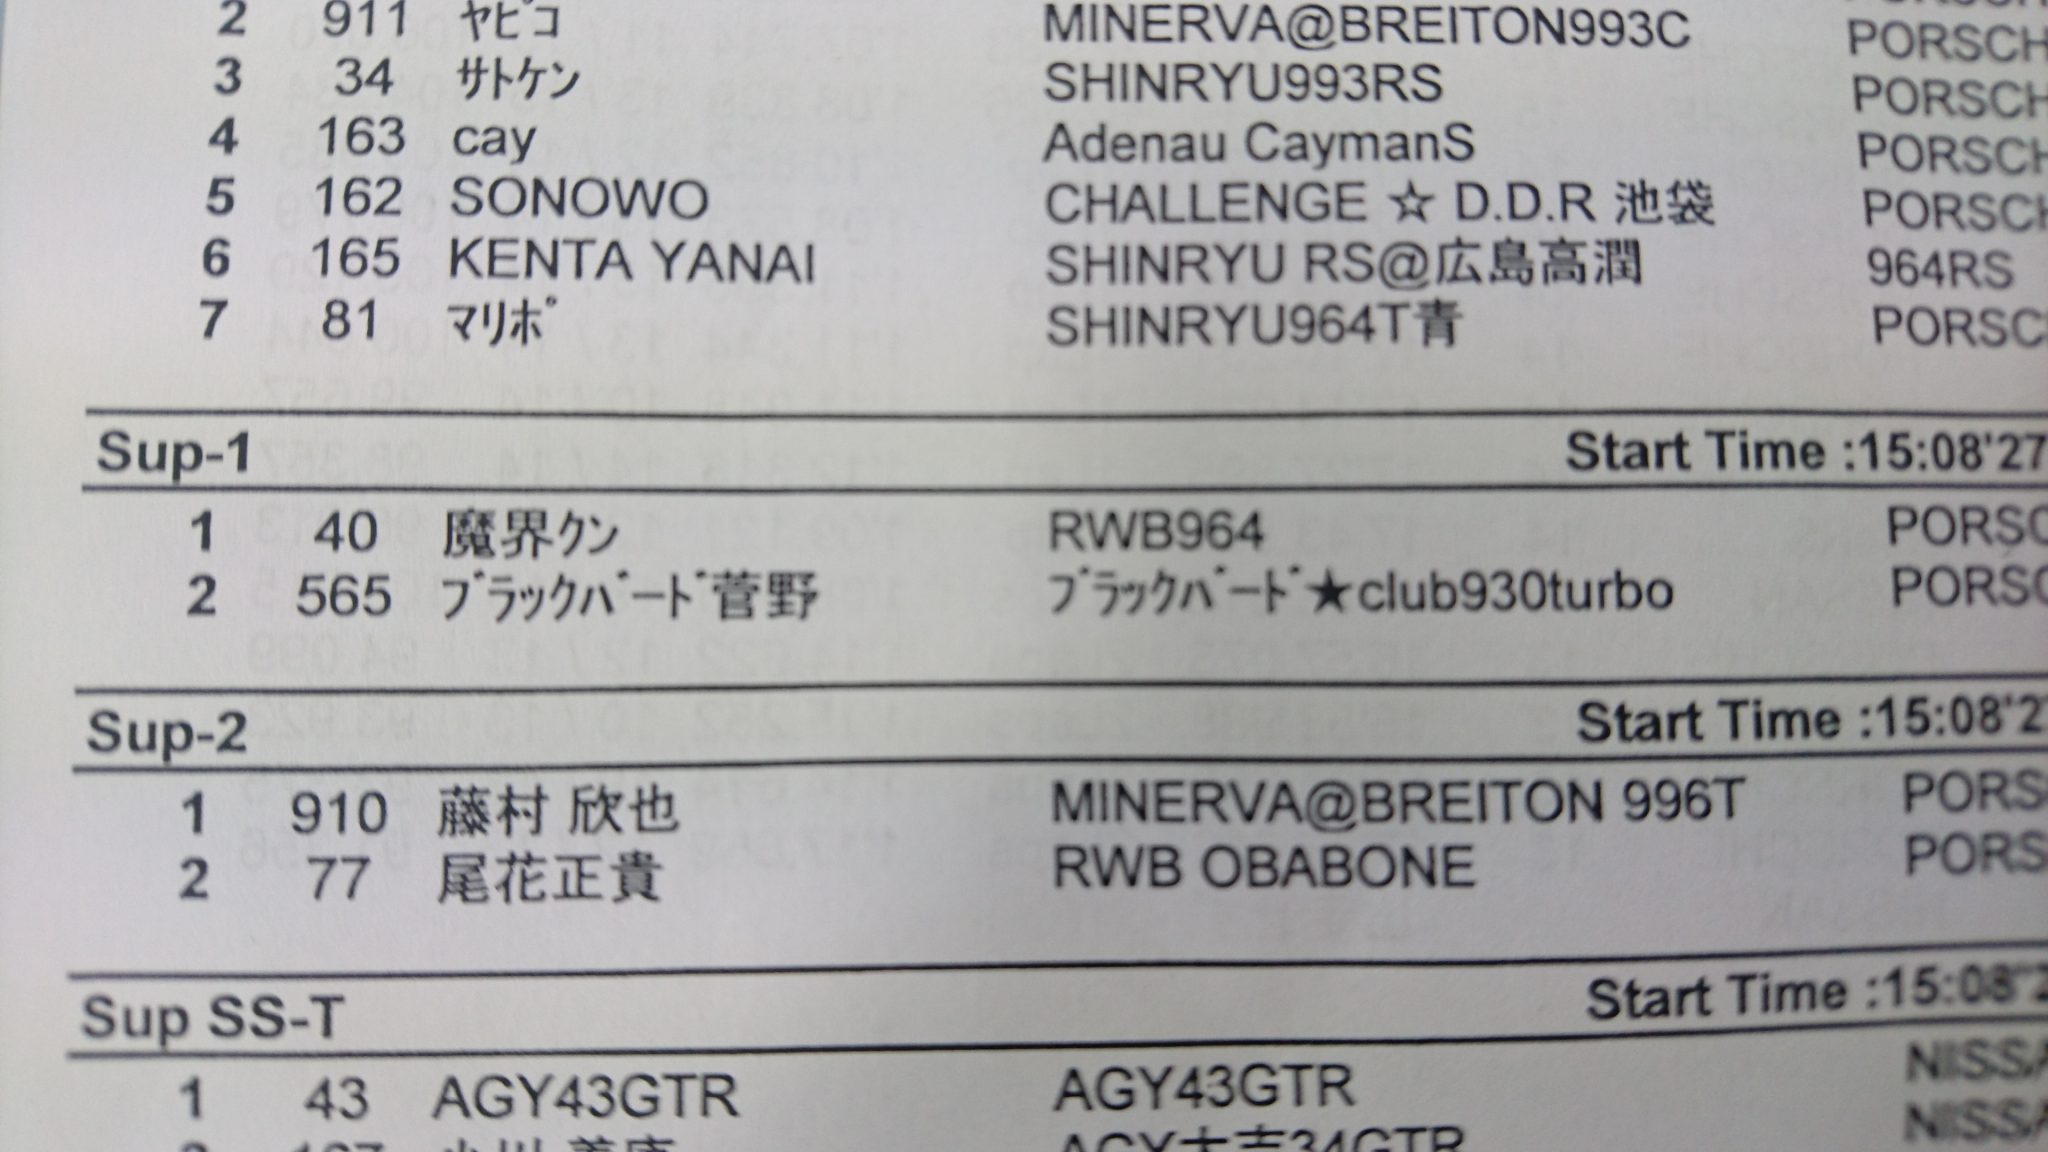 2 911 ヤビコ MINERVA@BREITON993C PORSCH
3 34 サトケン SHINRYU993RS PORSCH
4 163 cay Adenau CaymanS PORSCH
5 162 SONOWO CHALLENGE ☆ D.D.R 池袋 PORSCH
6 165 KENTA YANAI SHINRYU RS@広島高潤 964RS
7 81 マリポ SHINRYU964T青 PORSC
Sup-1 Start Time :15:08'27
1 40 魔界クン RWB964 PORSC
2 565 ブラックバード菅野 ブラックバード★club930turbo PORSC
Sup-2 Start Time :15:08'2
1 910 藤村 欣也 MINERVA@BREITON 996T PORS
2 77 尾花正貴 RWB OBABONE PORS
Sup SS-T Start Time :15:08'2
1 43 AGY43GTR AGY43GTR NISSA
NISSA